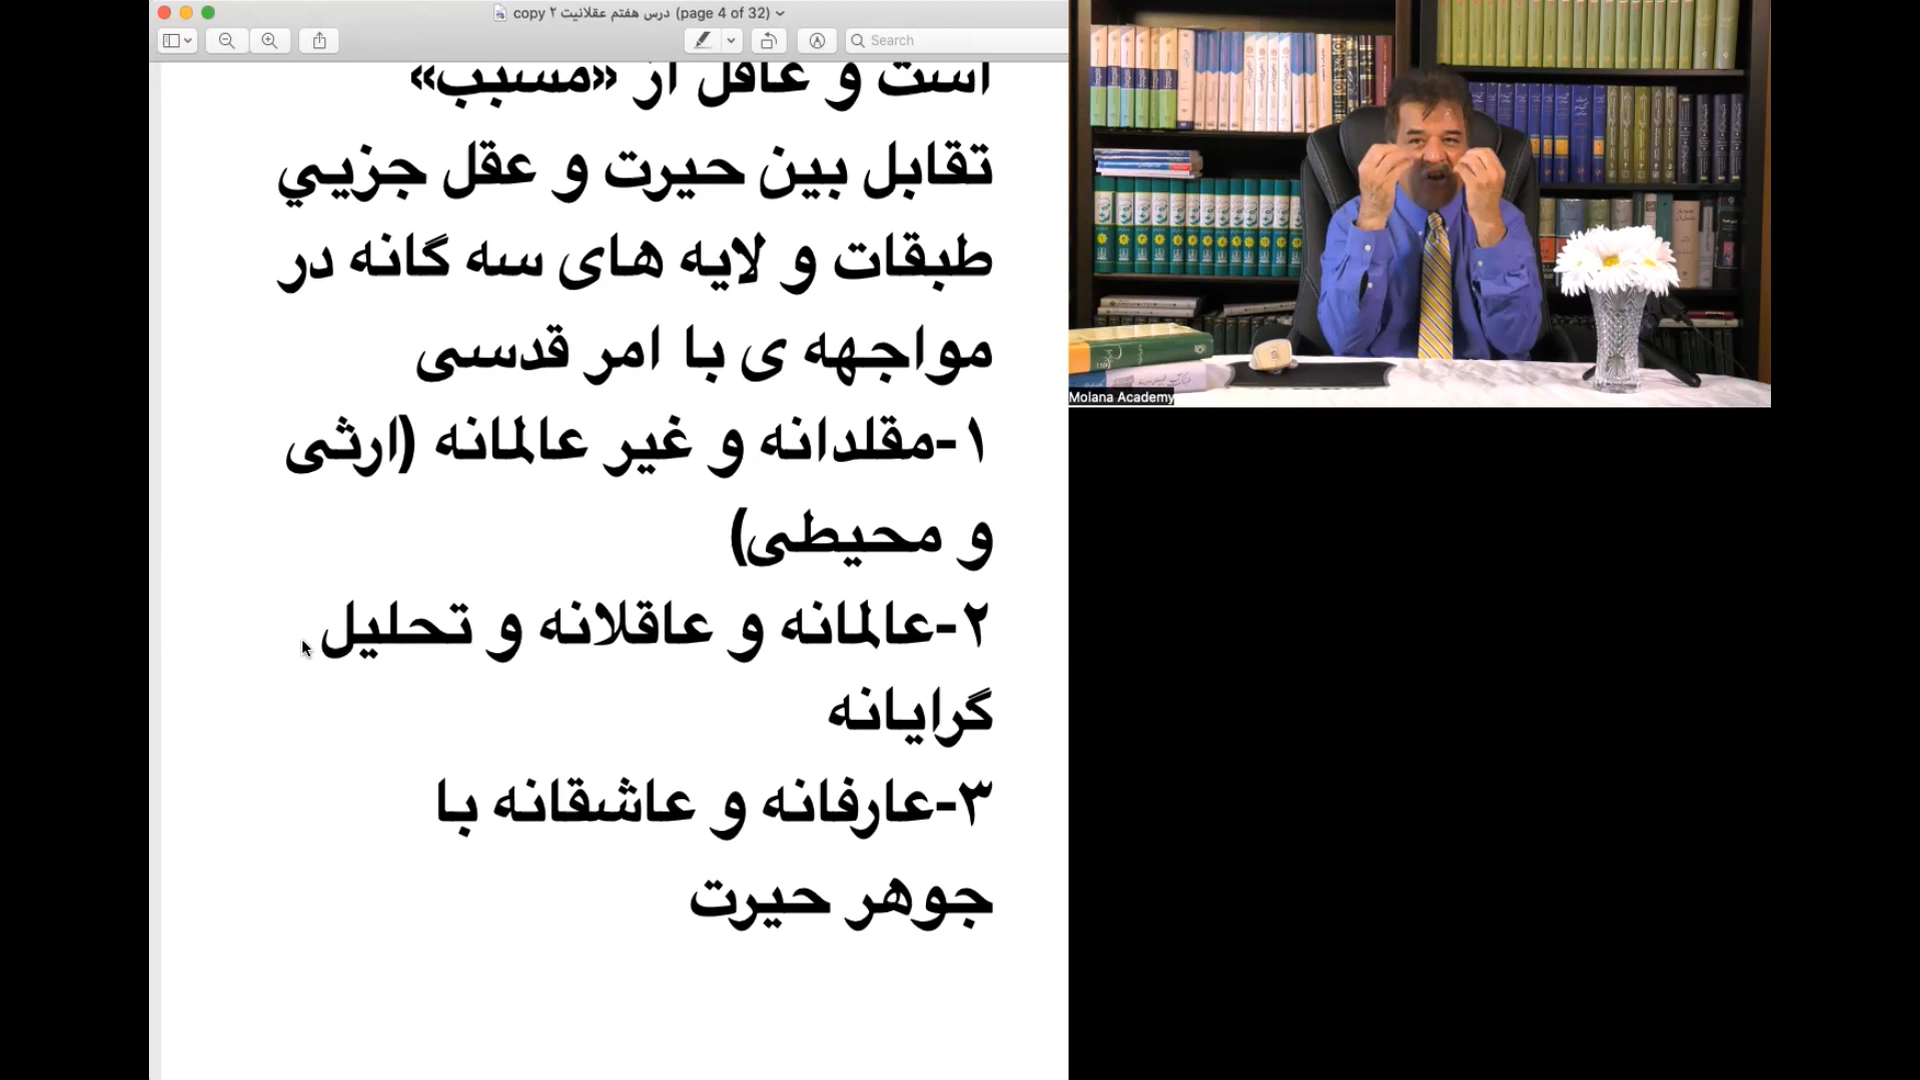 درس هفتم عقلانیت ۲ copy (page 4 of 32)
Search
است و غافل از «مسبب»
تقابل بین حیرت و عقل جزیي
طبقات و لایه های سه گانه در
مواجهه ی با امر قدسی
۱-مقلدانه و غیر عالمانه (ارثی
و محیطی)
۲-عالمانه و عاقلانه و تحلیل
گرایانه
۳-عارفانه و عاشقانه با
جوهر حیرت
Molana Academy